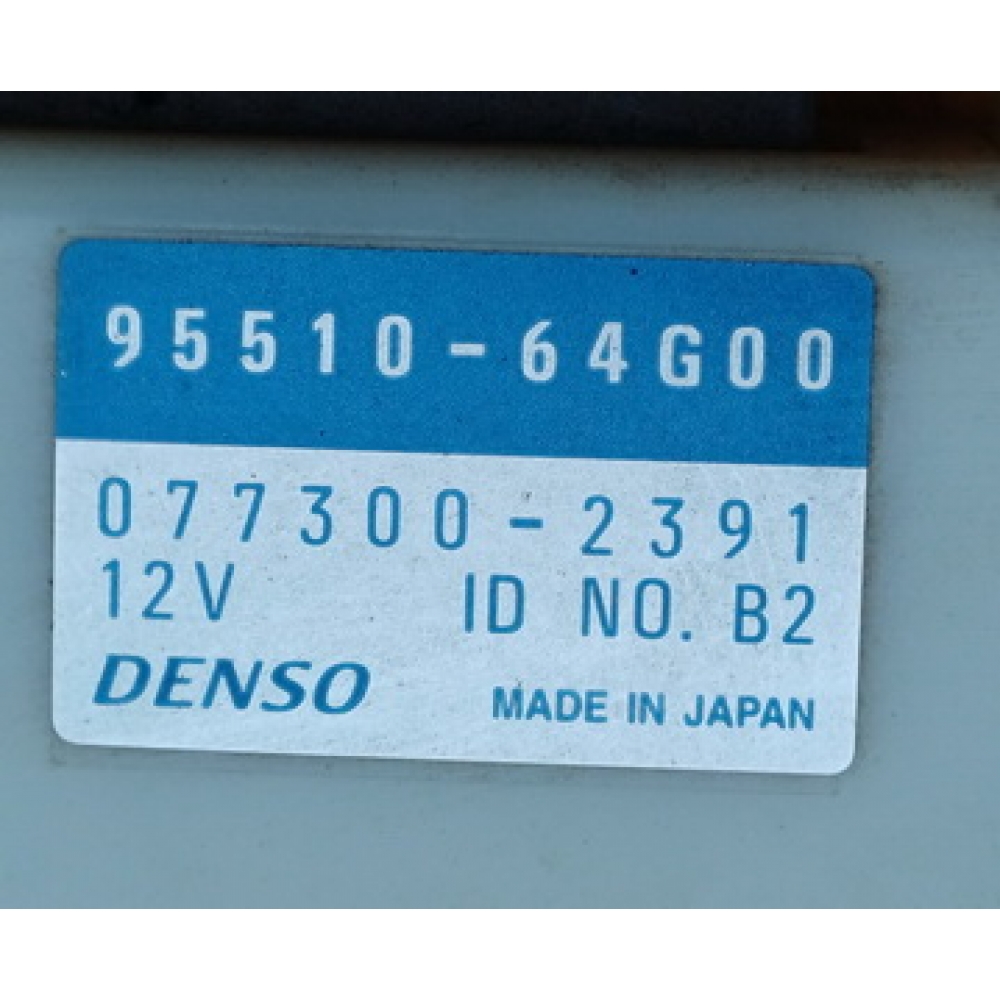 95510-64G00
077300-2391
12V ID NO. B2
DENSO MADE IN JAPAN